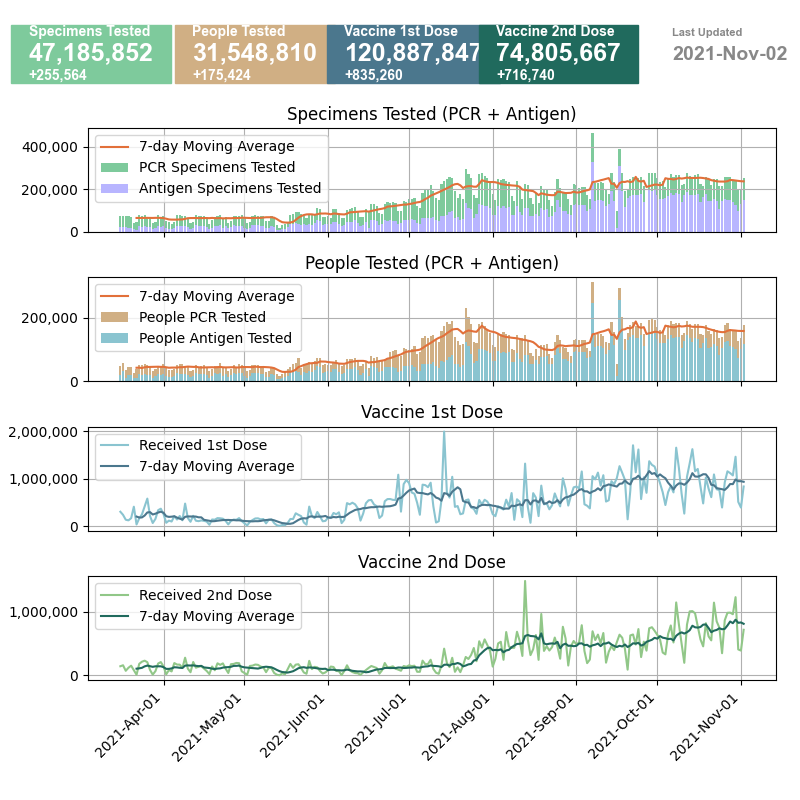 Specimens Tested
47,185,852
+255,564
People Tested
31,548,810
+175,424
Vaccine 1st Dose
120,887,847
+835,260
Vaccine 2nd Dose
74,805,667
+716,740
Last Updated
2021-Nov-02
Specimens Tested (PCR + Antigen)
400,000
200,000
0
7-day Moving Average
PCR Specimens Tested
Antigen Specimens Tested
People Tested (PCR + Antigen)
200,000
0
7-day Moving Average
People PCR Tested
People Antigen Tested
Vaccine 1st Dose
2,000,000
1,000,000
0
Received 1st Dose
7-day Moving Average
Vaccine 2nd Dose
1,000,000
0
Received 2nd Dose
7-day Moving Average
2021-Apr-01
2021-May-01
2021-Jun-01
2021-Jul-01
2021-Aug-01
2021-Sep-01
2021-Oct-01
2021-Nov-01